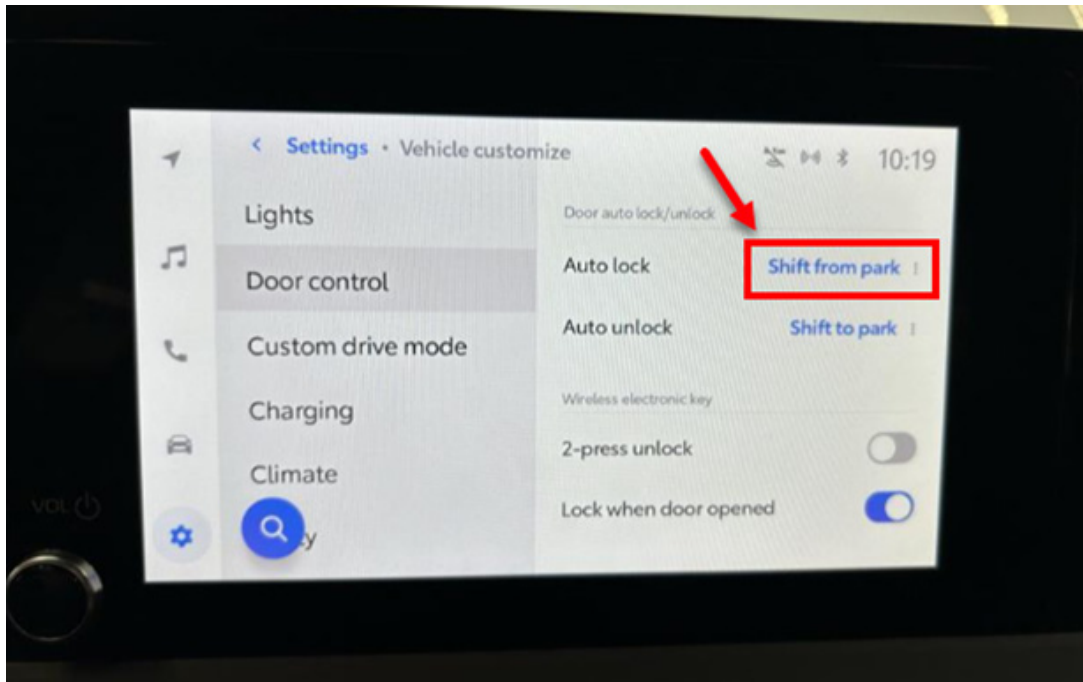 < Settings • Vehicle customize
10:19
Lights
Door control
Custom drive mode
Charging
Climate
y
Door auto lock/unlock
Auto lock Shift from park
Auto unlock Shift to park
Wireless electronic key
2-press unlock
Lock when door opened
VOL